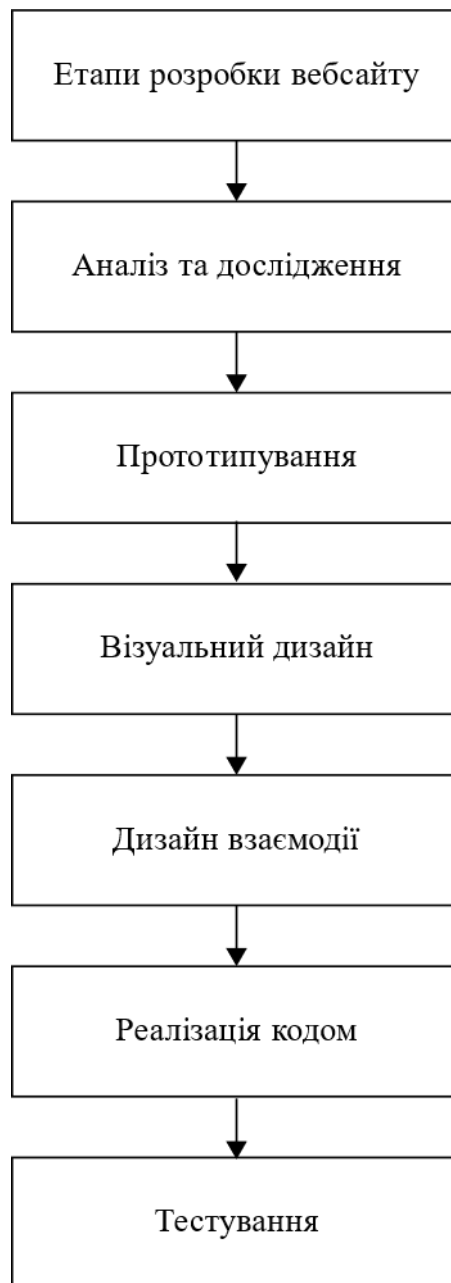 Етапи розробки вебсайту
Аналіз та дослідження
Прототипування
Візуальний дизайн
Дизайн взаємодії
Реалізація кодом
Тестування